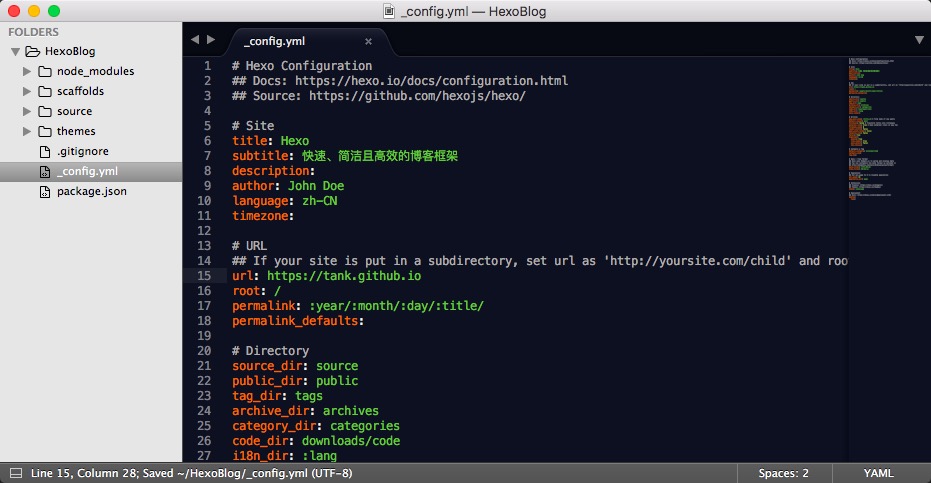 _config.yml — HexoBlog
FOLDERS
HexoBlog
node_modules
scaffolds
source
themes
.gitignore
_config.yml
package.json
_config.yml ×
1 # Hexo Configuration
2 ## Docs: https://hexo.io/docs/configuration.html
3 ## Source: https://github.com/hexojs/hexo/
4
5 # Site
6 title: Hexo
7 subtitle: 快速、简洁且高效的博客框架
8 description:
9 author: John Doe
10 language: zh-CN
11 timezone:
12
13 # URL
14 ## If your site is put in a subdirectory, set url as 'http://yoursite.com/child' and roo
15 url: https://tank.github.io
16 root: /
17 permalink: :year/:month/:day/:title/
18 permalink_defaults:
19
20 # Directory
21 source_dir: source
22 public_dir: public
23 tag_dir: tags
24 archive_dir: archives
25 category_dir: categories
26 code_dir: downloads/code
27 i18n_dir: :lang
Line 15, Column 28; Saved ~/HexoBlog/_config.yml (UTF-8)
Spaces: 2
YAML